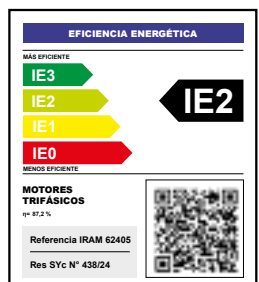 EFICIENCIA ENERGÉTICA
MÁS EFICIENTE
IE3
IE2
IE1
IE0
IE2
MENOS EFICIENTE
MOTORES
TRIFÁSICOS
η= 87,2 %
Referencia IRAM 62405
Res SYc N° 438/24